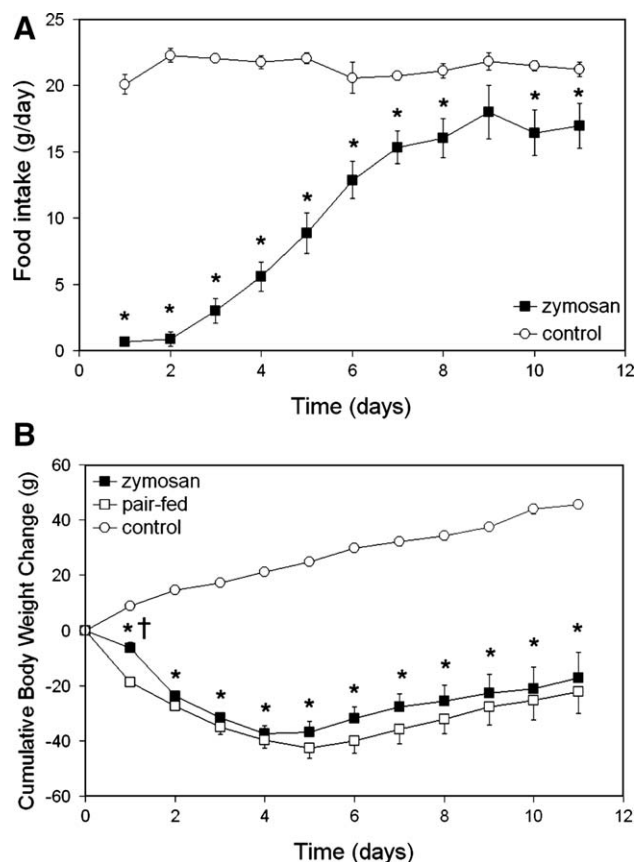 A
Food intake (g/day)
25
20
15
10
5
0
* * * * * * * * * *
zymosan
control
0 2 4 6 8 10 12
Time (days)
B
Cumulative Body Weight Change (g)
60
40
20
0
-20
-40
-60
zymosan
pair-fed
control
*† * * * * * * * * * *
0 2 4 6 8 10 12
Time (days)